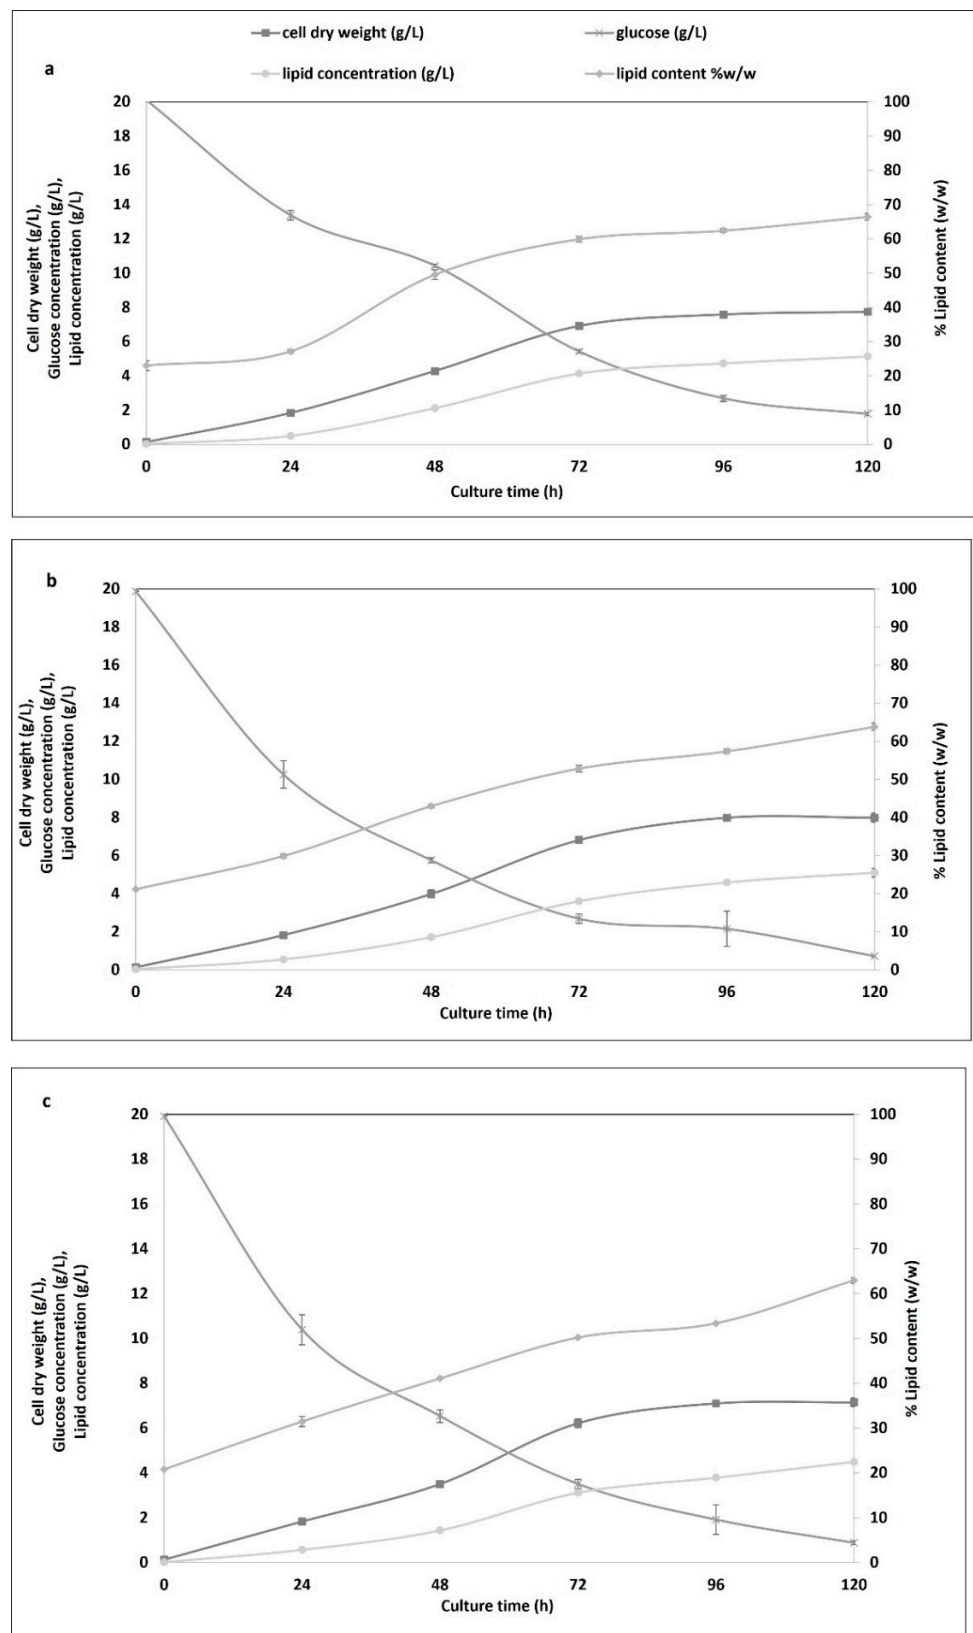 cell dry weight (g/L)
glucose (g/L)
a
lipid concentration (g/L)
lipid content %w/w
20
18
16
14
12
10
8
6
4
2
0
100
90
80
70
60
50
40
30
20
10
0
Cell dry weight (g/L),
Glucose concentration (g/L),
Lipid concentration (g/L)
% Lipid content (w/w)
0 24 48 72 96 120
Culture time (h)
b
20
18
16
14
12
10
8
6
4
2
0
100
90
80
70
60
50
40
30
20
10
0
Cell dry weight (g/L),
Glucose concentration (g/L),
Lipid concentration (g/L)
% Lipid content (w/w)
0 24 48 72 96 120
Culture time (h)
c
20
18
16
14
12
10
8
6
4
2
0
100
90
80
70
60
50
40
30
20
10
0
Cell dry weight (g/L),
Glucose concentration (g/L),
Lipid concentration (g/L)
% Lipid content (w/w)
0 24 48 72 96 120
Culture time (h)